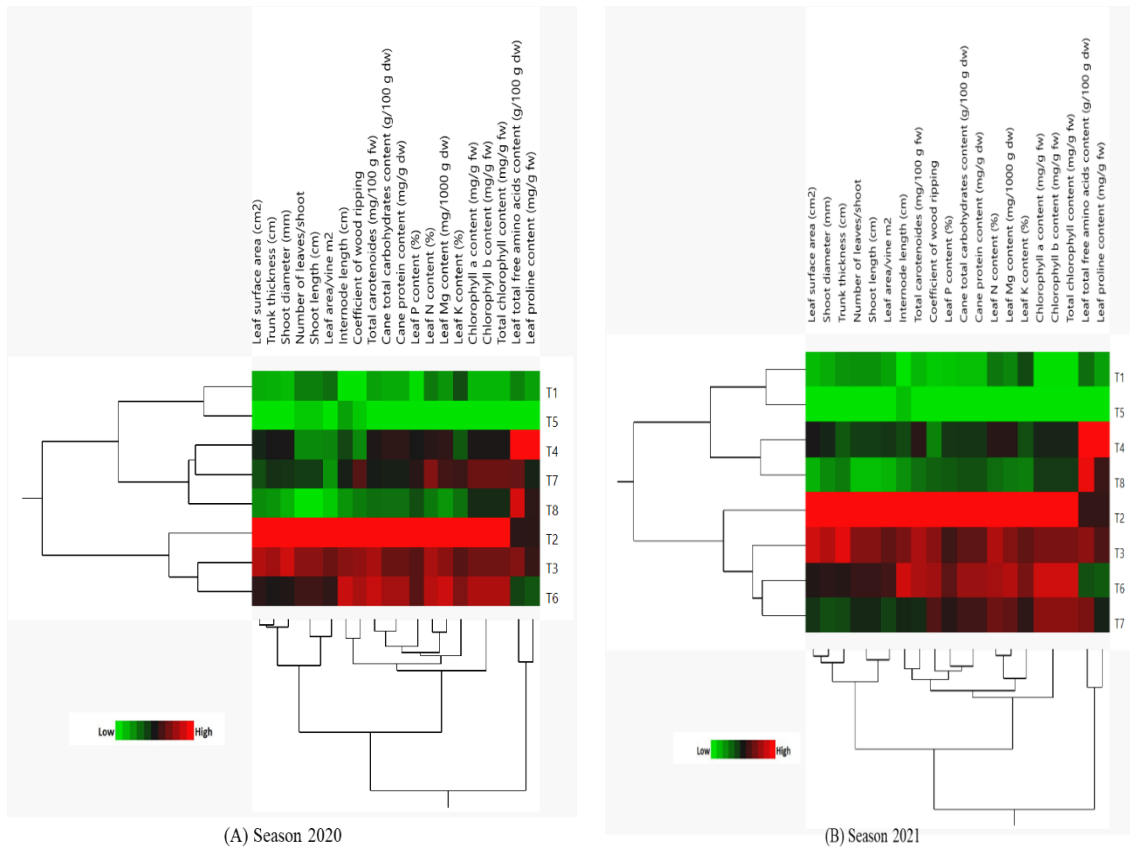 Leaf surface area (cm2)
Trunk thickness (cm)
Shoot diameter (mm)
Number of leaves/shoot
Shoot length (cm)
Leaf area/vine m2
Internode length (cm)
Coefficient of wood ripping
Total carotenoides (mg/100 g fw)
Cane total carbohydrates content (g/100 g dw)
Cane protein content (mg/g dw)
Leaf P content (%)
Leaf N content (%)
Leaf Mg content (mg/1000 g dw)
Leaf K content (%)
Chlorophyll a content (mg/g fw)
Chlorophyll b content (mg/g fw)
Total chlorophyll content (mg/g fw)
Leaf total free amino acids content (g/100 g dw)
Leaf proline content (mg/g fw)
T1
T5
T4
T7
T8
T2
T3
T6
Low High
(A) Season 2020
Leaf surface area (cm2)
Shoot diameter (mm)
Trunk thickness (cm)
Number of leaves/shoot
Shoot length (cm)
Leaf area/vine m2
Internode length (cm)
Total carotenoides (mg/100 g fw)
Coefficient of wood ripping
Leaf P content (%)
Cane total carbohydrates content (g/100 g dw)
Cane protein content (mg/g dw)
Leaf N content (%)
Leaf Mg content (mg/1000 g dw)
Leaf K content (%)
Chlorophyll a content (mg/g fw)
Chlorophyll b content (mg/g fw)
Total chlorophyll content (mg/g fw)
Leaf total free amino acids content (g/100 g dw)
Leaf proline content (mg/g fw)
T1
T5
T4
T8
T2
T3
T6
T7
Low High
(B) Season 2021